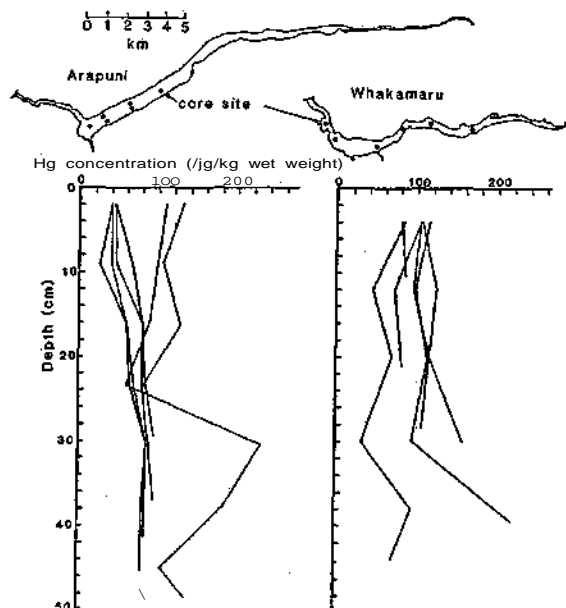 0 1 2 3 4 5
km
Arapuni
core site
Whakamaru
Hg concentration (/jg/kg wet weight)
0 100 200
0 100 200
10
20
30
40
50
Depth (cm)